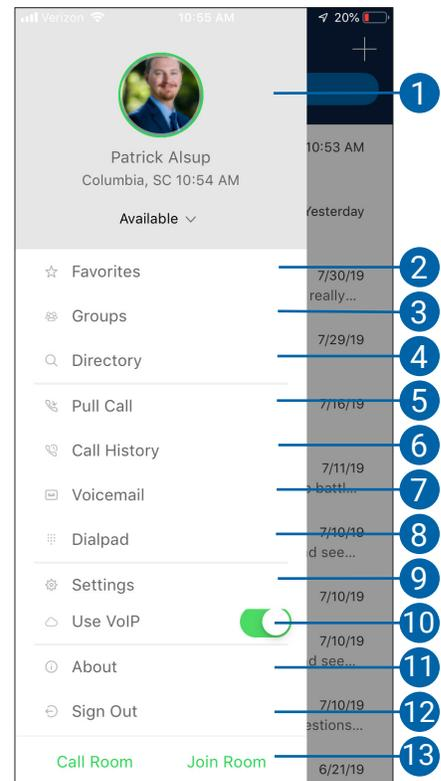 Verizon 10:55 AM 20%
1
10:53 AM
Patrick Alsup
Columbia, SC 10:54 AM
Yesterday
Available
Favorites 7/30/19 2
really...
Groups 3
7/29/19
Directory 4
Pull Call 7/16/19 5
Call History 6
7/11/19
battl...
Voicemail 7
7/10/19
Dialpad 8
d see...
Settings 9
7/10/19
Use VoIP 10
7/10/19
d see...
About 11
7/10/19
Sign Out 12
estions...
Call Room Join Room 13
6/21/19